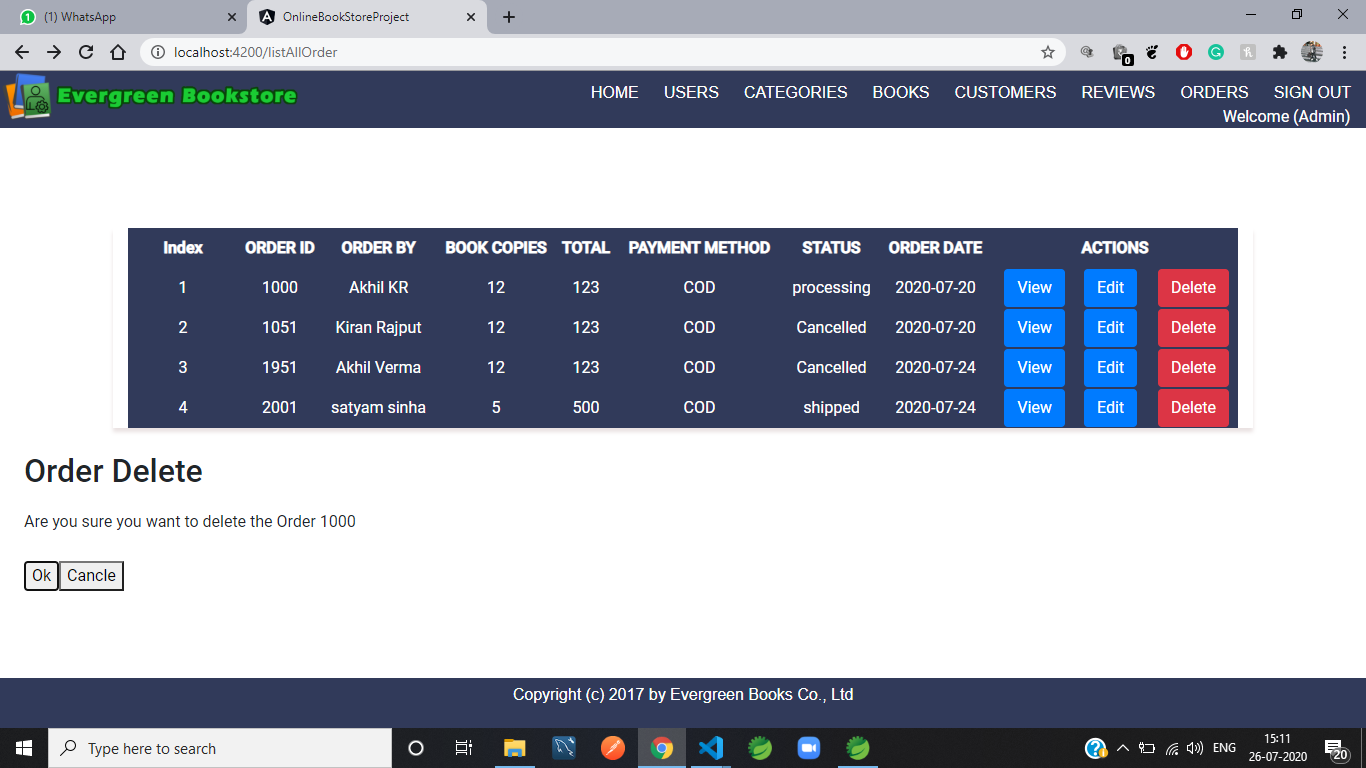 (1) WhatsApp
OnlineBookStoreProject
localhost:4200/listAllOrder
0
Evergreen Bookstore
HOME USERS CATEGORIES BOOKS CUSTOMERS REVIEWS ORDERS SIGN OUT
Welcome (Admin)
Index ORDER ID ORDER BY BOOK COPIES TOTAL PAYMENT METHOD STATUS ORDER DATE ACTIONS
1 1000 Akhil KR 12 123 COD processing 2020-07-20 View Edit Delete
2 1051 Kiran Rajput 12 123 COD Cancelled 2020-07-20 View Edit Delete
3 1951 Akhil Verma 12 123 COD Cancelled 2020-07-24 View Edit Delete
4 2001 satyam sinha 5 500 COD shipped 2020-07-24 View Edit Delete
Order Delete
Are you sure you want to delete the Order 1000
Ok Cancle
Copyright (c) 2017 by Evergreen Books Co., Ltd
Type here to search
ENG
15:11
26-07-2020
20